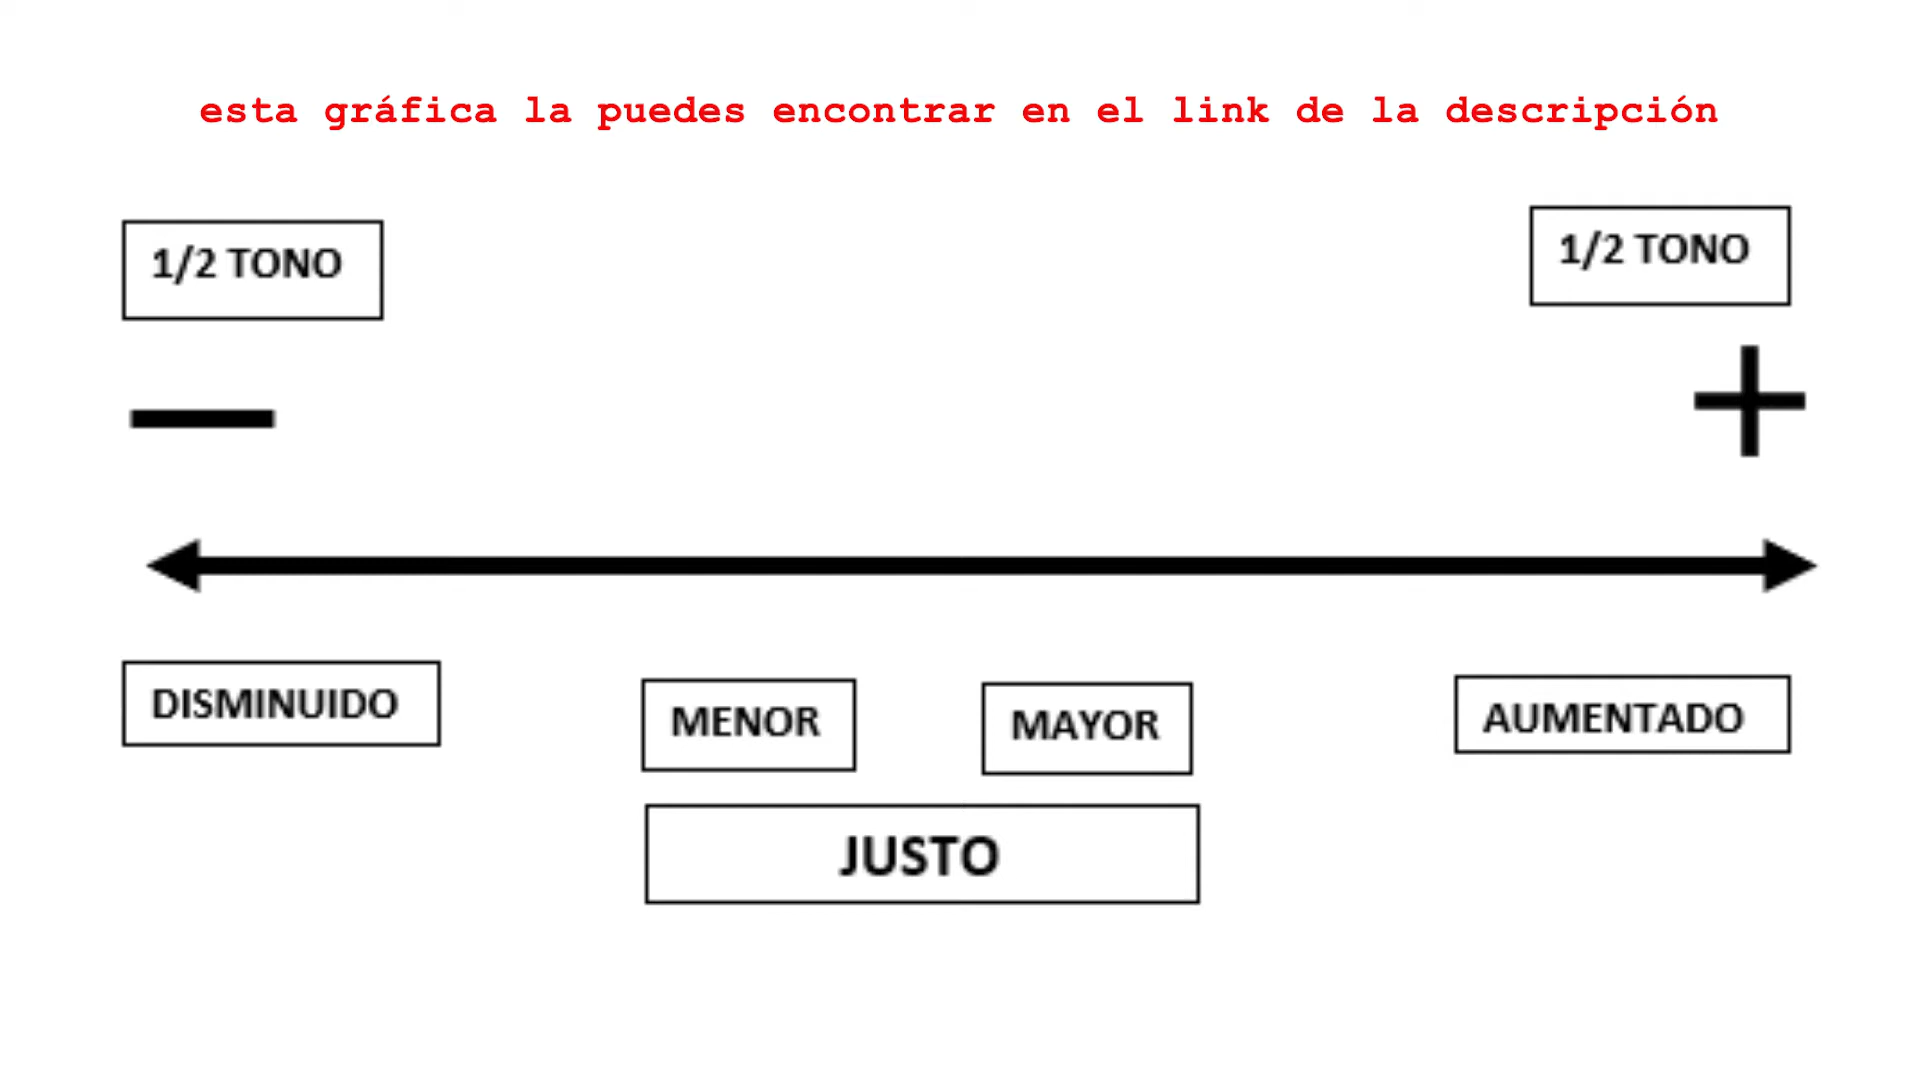 esta gráfica la puedes encontrar en el link de la descripción
1/2 TONO
1/2 TONO
DISMINUIDO
MENOR
MAYOR
AUMENTADO
JUSTO